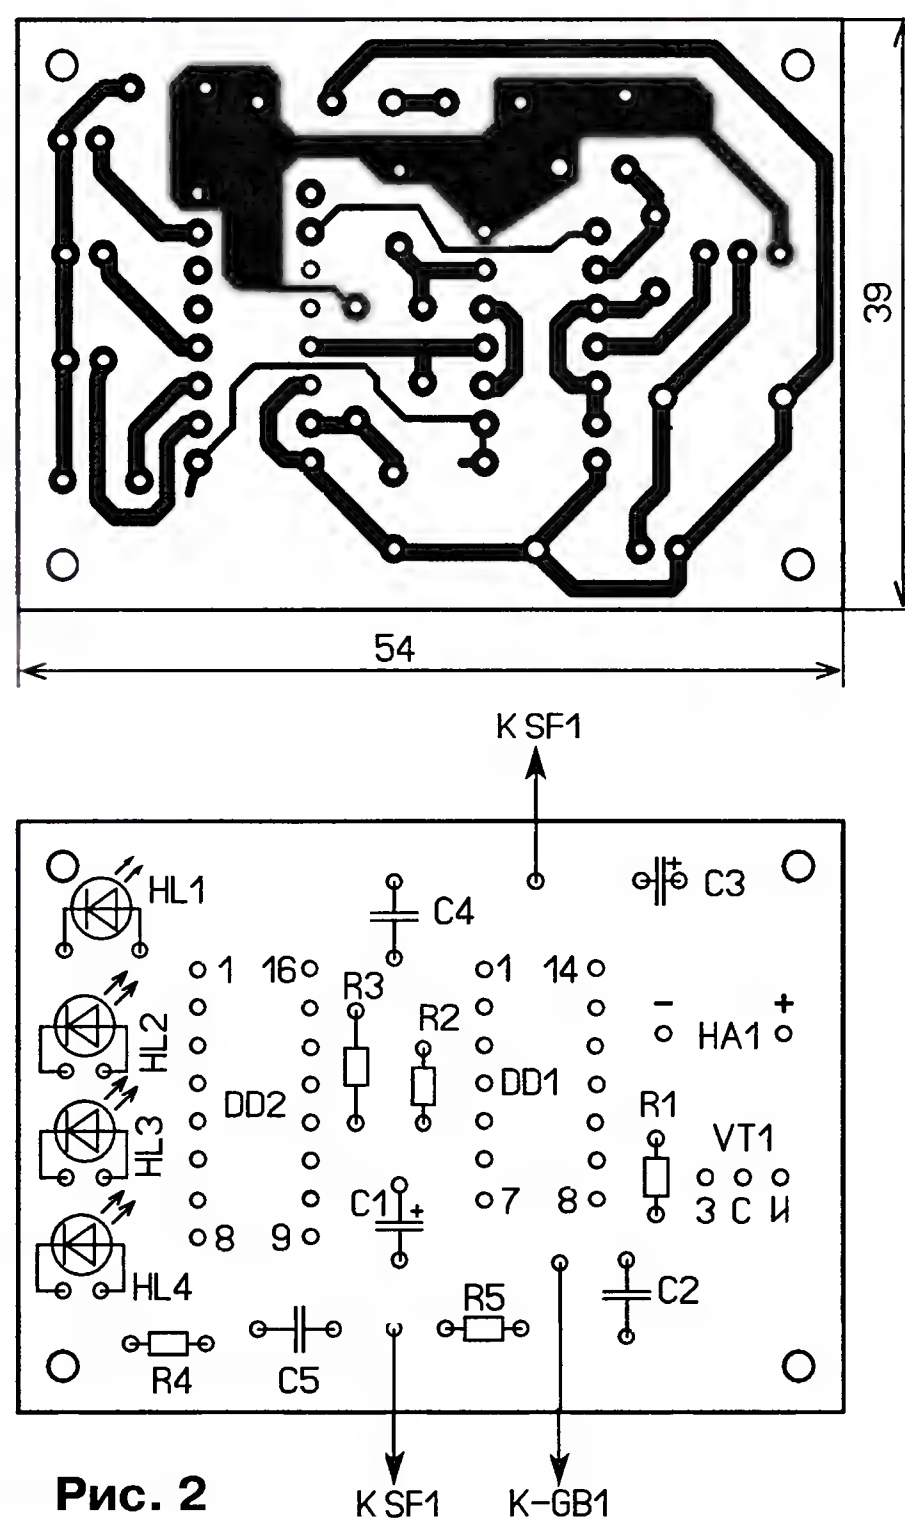 39
54
K SF1
HL1
C4
C3
1 16
R3
1 14
R2
- +
HA1
HL2
DD2
DD1
R1
HL3
VT1
C1 +
7 8
З С И
8 9
HL4
R5
C2
R4
C5
Рис. 2
K SF1
K-GB1